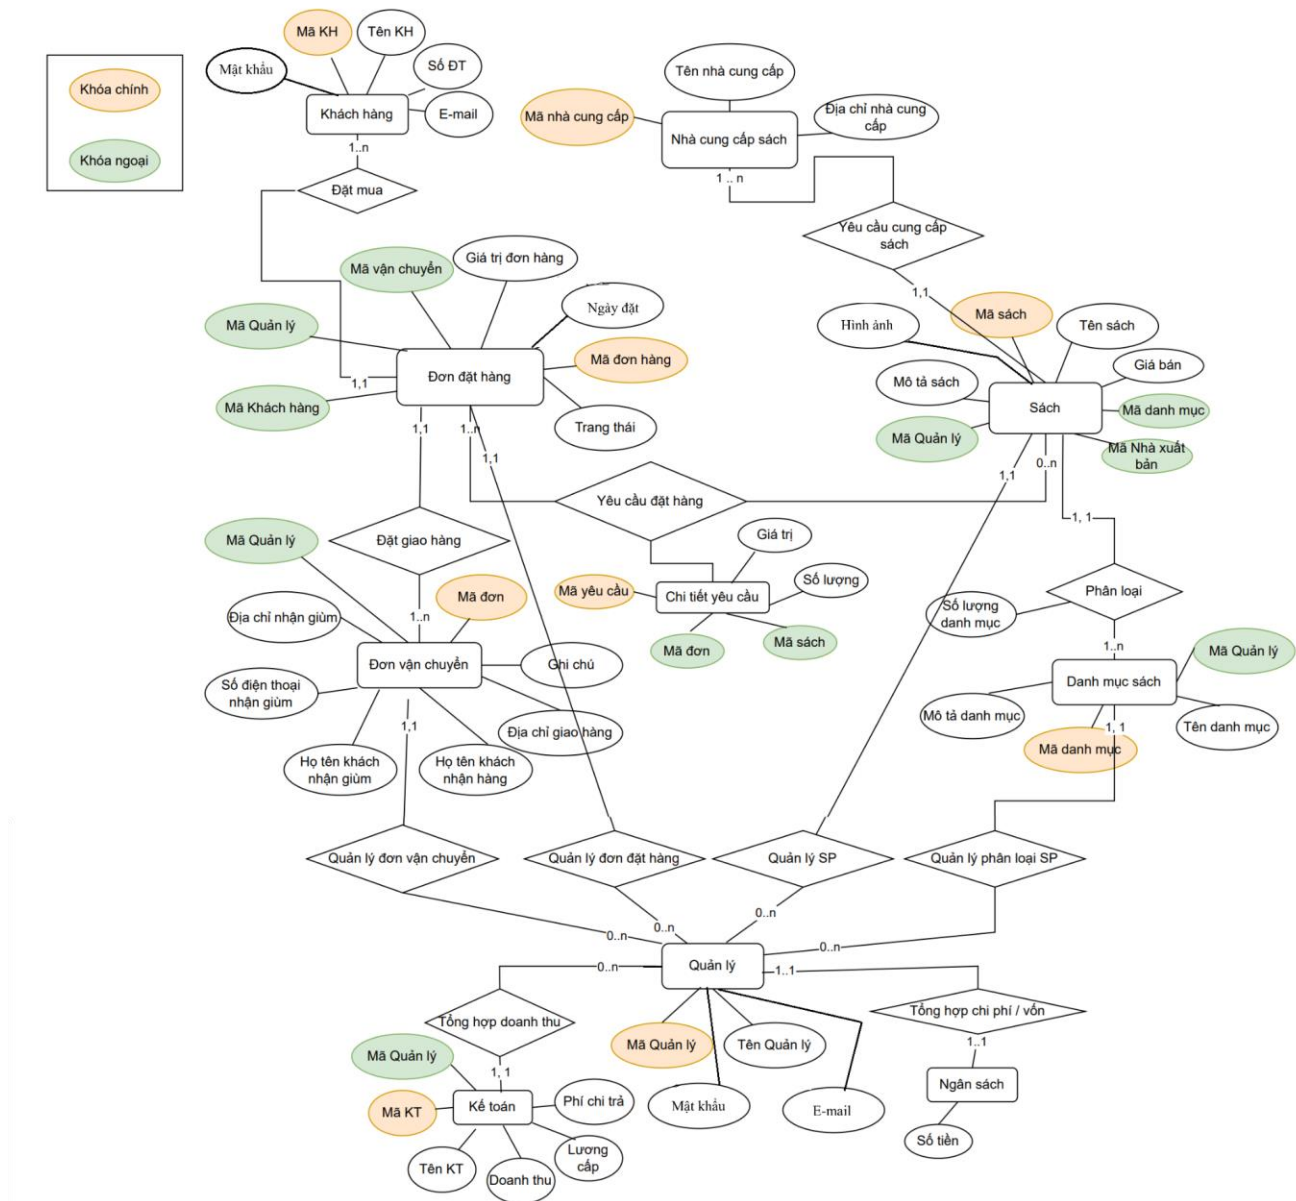 Mã KH
Tên KH
Mật khẩu
Số ĐT
Khóa chính
Khách hàng
E-mail
Khóa ngoại
1..n
Đặt mua
Tên nhà cung cấp
Mã nhà cung cấp
Địa chỉ nhà cung
cấp
Nhà cung cấp sách
1 .. n
Yêu cầu cung cấp
sách
1,1
Mã vận chuyển
Giá trị đơn hàng
Ngày đặt
Mã Quản lý
Mã đơn hàng
Đơn đặt hàng
1,1
Mã Khách hàng
Trang thái
1,1
1..n
1,1
Mã sách
Hình ảnh
Tên sách
Giá bán
Mô tả sách
Sách
Mã danh mục
Mã Quản lý
Mã Nhà xuất
bản
0..n
1,1
1, 1
Yêu cầu đặt hàng
Mã Quản lý
Đặt giao hàng
Giá trị
Số lượng
Mã yêu cầu
Chi tiết yêu cầu
Mã đơn
Mã sách
Phân loại
Số lượng
danh mục
1..n
Mã đơn
Địa chỉ nhận giùm
1..n
Đơn vận chuyển
Ghi chú
Số điện thoại
nhận giùm
1,1
Địa chỉ giao hàng
Họ tên khách
nhận giùm
Họ tên khách
nhận hàng
Mã Quản lý
Danh mục sách
Mô tả danh mục
1, 1
Tên danh mục
Mã danh mục
Quản lý đơn vận chuyển
Quản lý đơn đặt hàng
Quản lý SP
Quản lý phân loại SP
0..n
0..n
0..n
0..n
0..n
Quản lý
1..1
Tổng hợp doanh thu
Tổng hợp chi phí / vốn
Mã Quản lý
Tên Quản lý
1..1
Mã Quản lý
1, 1
Ngân sách
Mã KT
Kế toán
Phí chi trả
Mật khẩu
E-mail
Số tiền
Tên KT
Doanh thu
Lương
cấp